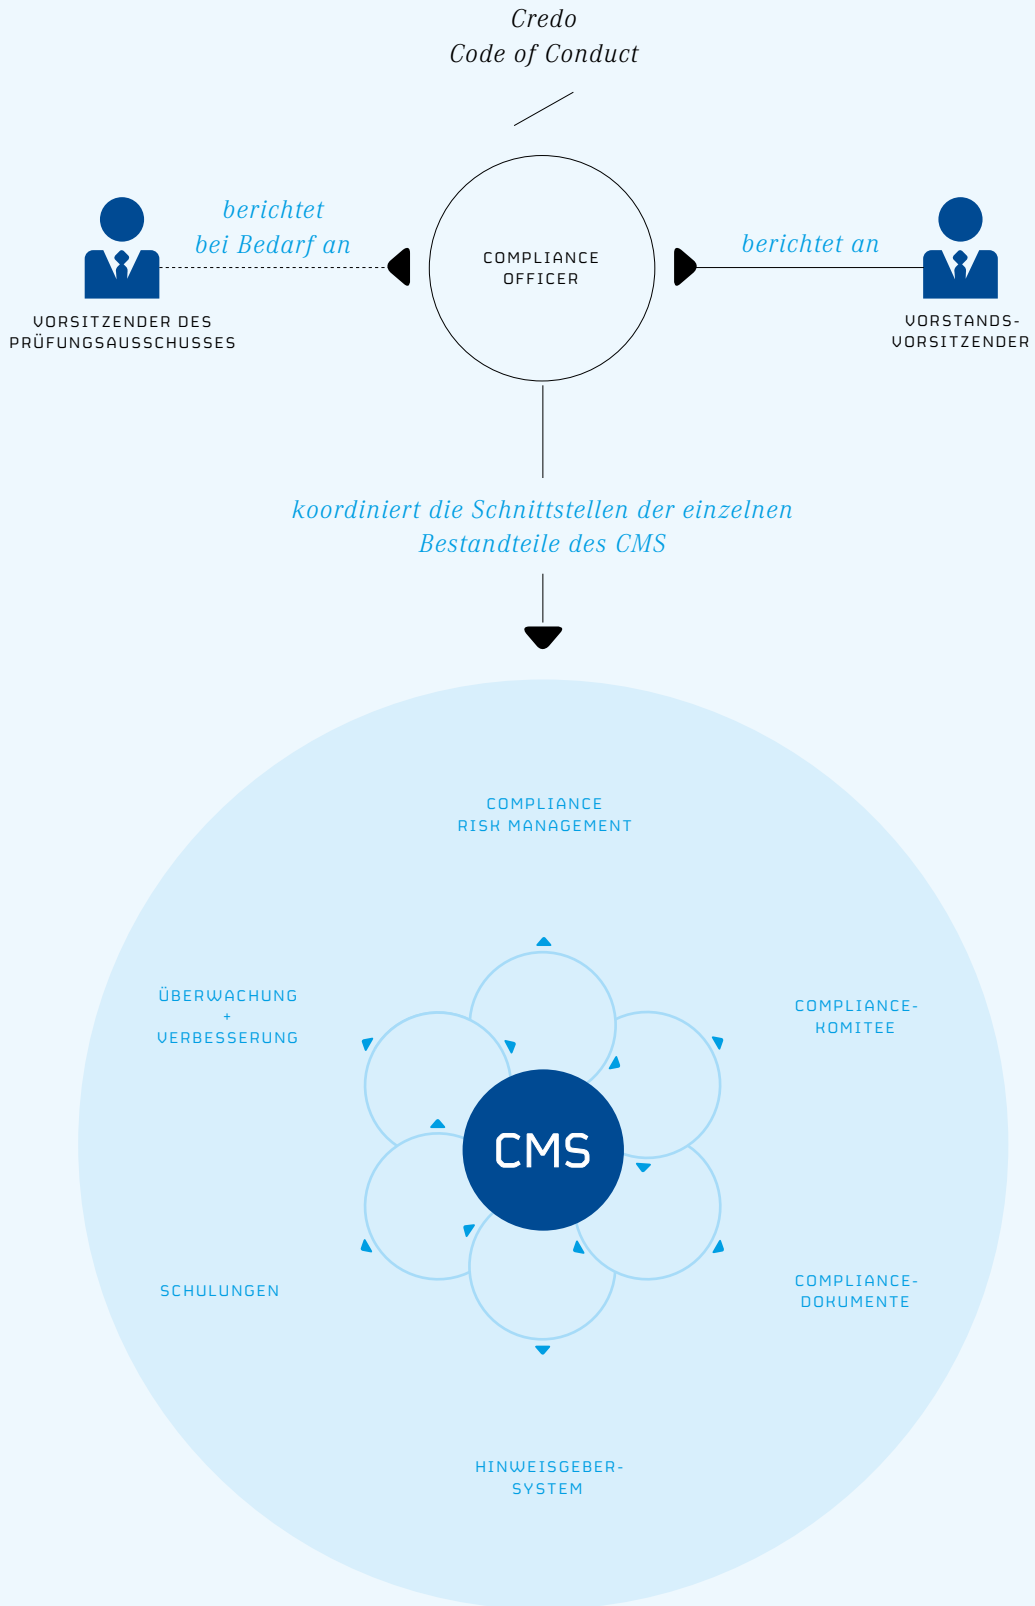 Credo
Code of Conduct
berichtet
bei Bedarf an
COMPLIANCE
OFFICER
berichtet an
VORSITZENDER DES
PRÜFUNGSAUSSCHUSSES
VORSTANDS-
VORSITZENDER
koordiniert die Schnittstellen der einzelnen
Bestandteile des CMS
COMPLIANCE
RISK MANAGEMENT
ÜBERWACHUNG
+
VERBESSERUNG
COMPLIANCE-
KOMITEE
CMS
SCHULUNGEN
COMPLIANCE-
DOKUMENTE
HINWEISGEBER-
SYSTEM